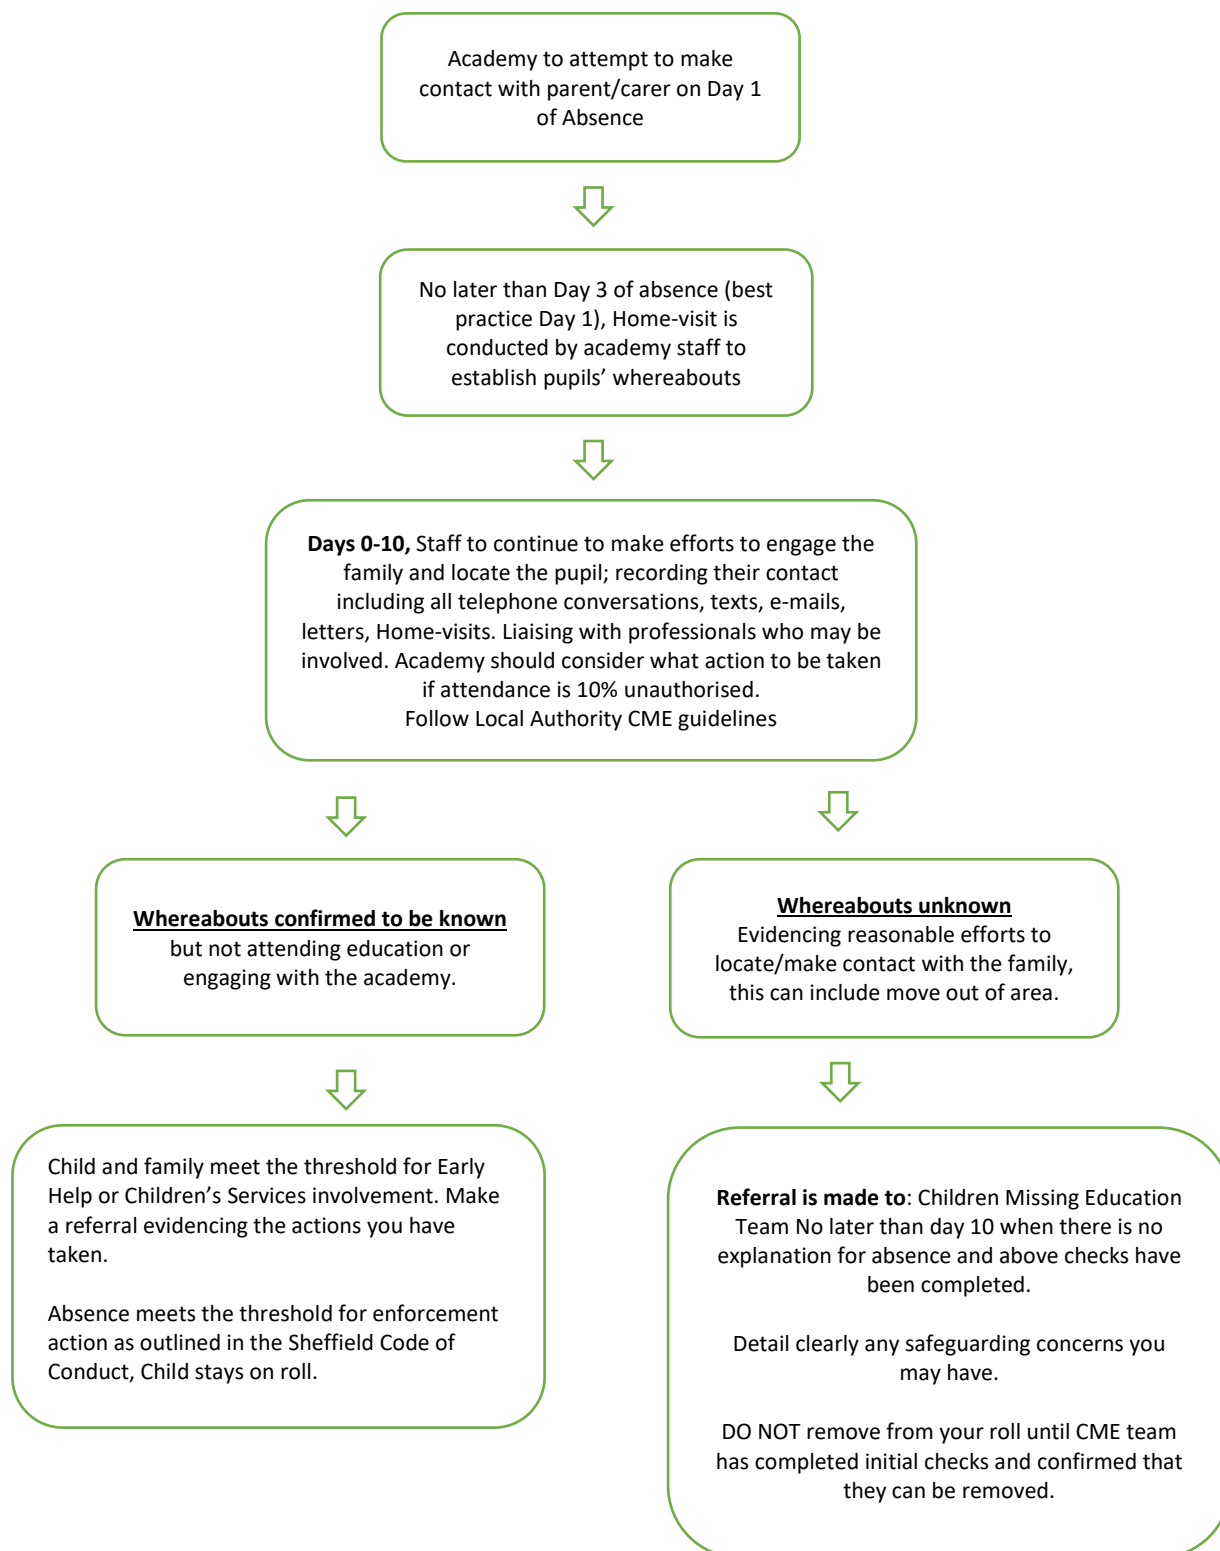 Academy to attempt to make
contact with parent/carer on Day 1
of Absence
No later than Day 3 of absence (best
practice Day 1), Home-visit is
conducted by academy staff to
establish pupils’ whereabouts
Days 0-10, Staff to continue to make efforts to engage the
family and locate the pupil; recording their contact
including all telephone conversations, texts, e-mails,
letters, Home-visits. Liaising with professionals who may be
involved. Academy should consider what action to be taken
if attendance is 10% unauthorised.
Follow Local Authority CME guidelines
Whereabouts confirmed to be known
but not attending education or
engaging with the academy.
Whereabouts unknown
Evidencing reasonable efforts to
locate/make contact with the family,
this can include move out of area.
Child and family meet the threshold for Early
Help or Children’s Services involvement. Make
a referral evidencing the actions you have
taken.
Absence meets the threshold for enforcement
action as outlined in the Sheffield Code of
Conduct, Child stays on roll.
Referral is made to: Children Missing Education
Team No later than day 10 when there is no
explanation for absence and above checks have
been completed.
Detail clearly any safeguarding concerns you
may have.
DO NOT remove from your roll until CME team
has completed initial checks and confirmed that
they can be removed.